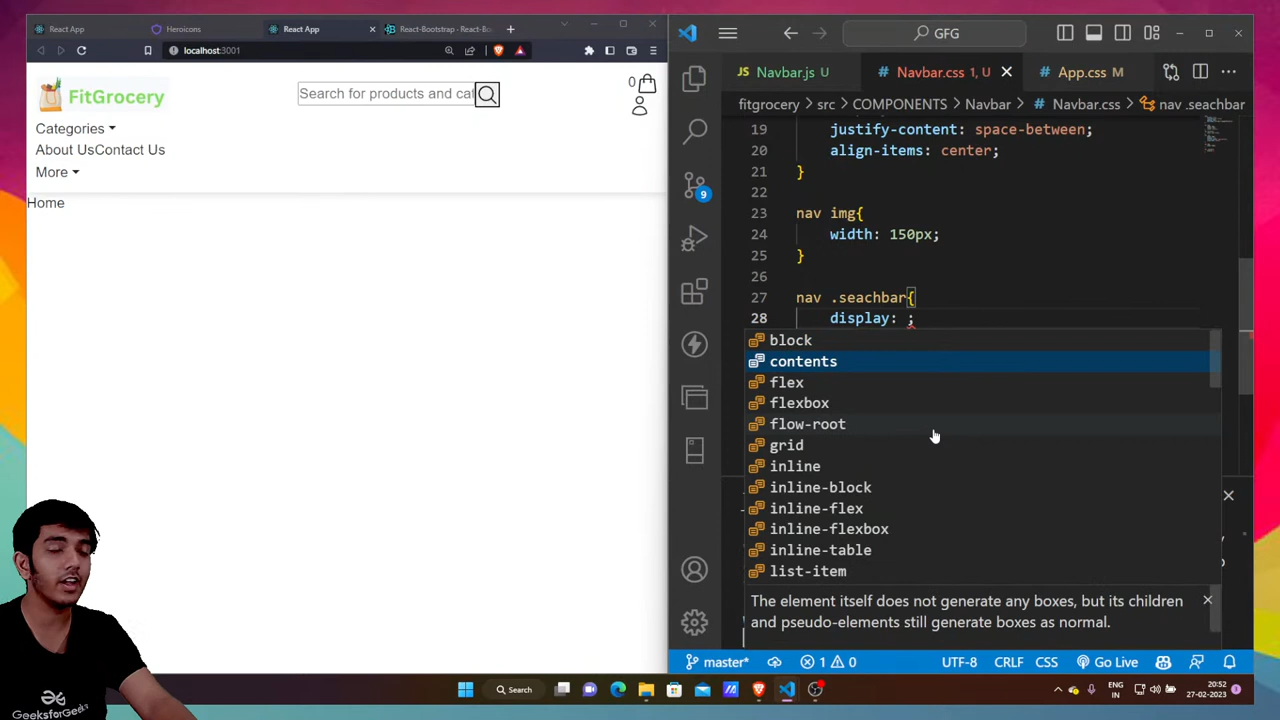 React App
Heroicons
React App
React-Bootstrap · React-Bo
localhost:3001
FitGrocery
Search for products and cat
0
Categories
About UsContact Us
More
Home
GFG
JS Navbar.js U
# Navbar.css 1, U
# App.css M
fitgrocery > src > COMPONENTS > Navbar > # Navbar.css > nav .seachbar
19 justify-content: space-between;
20 align-items: center;
21 }
22
23 nav img{
24 width: 150px;
25 }
26
27 nav .seachbar{
28 display: ;
block
contents
flex
flexbox
flow-root
grid
inline
inline-block
inline-flex
inline-flexbox
inline-table
list-item
The element itself does not generate any boxes, but its children
and pseudo-elements still generate boxes as normal.
9
master*
1 0
UTF-8
CRLF
CSS
Go Live
Search
ENG
IN
20:52
27-02-2023
GeeksforGeeks